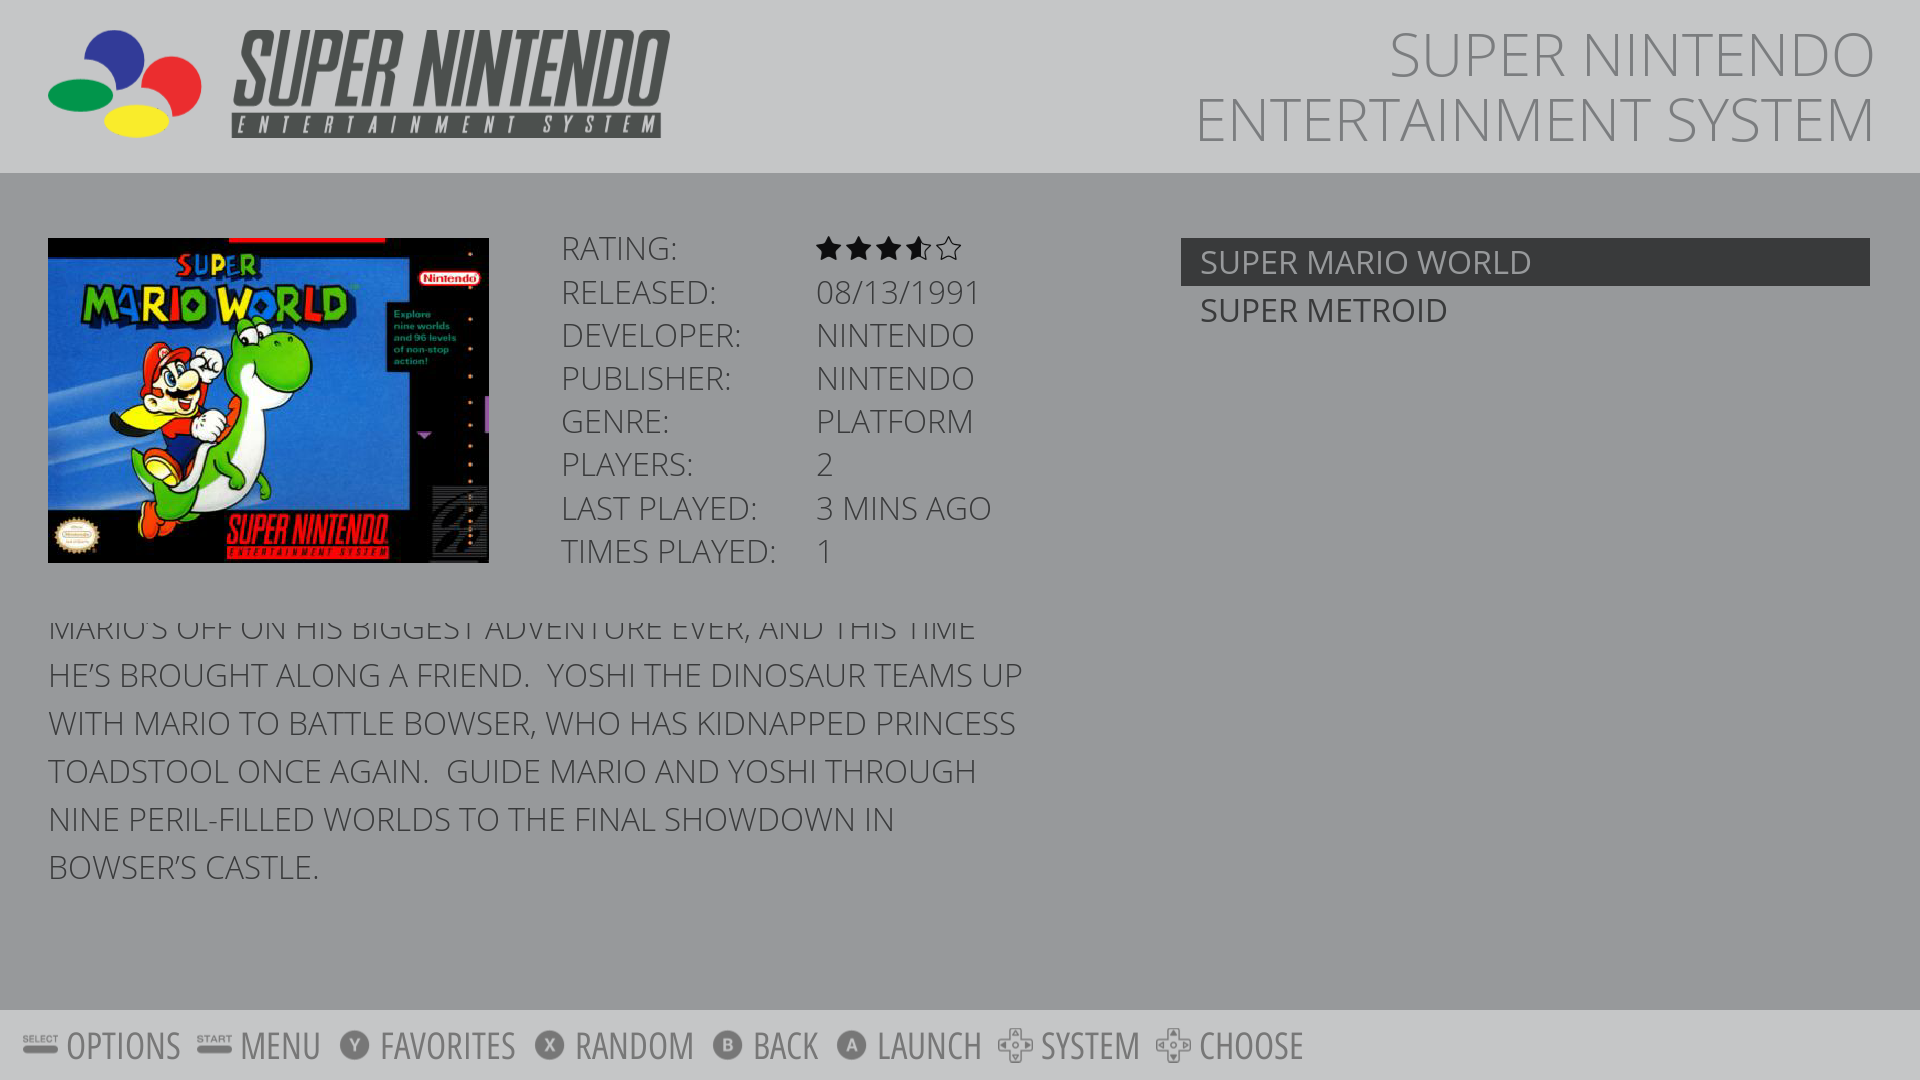 SUPER NINTENDO
ENTERTAINMENT SYSTEM
SUPER NINTENDO
ENTERTAINMENT SYSTEM
SUPER
MARIO WORLD
Nintendo
Explore
nine worlds
and 96 levels
of non-stop
action!
SUPER NINTENDO
ENTERTAINMENT SYSTEM
RATING:
RELEASED: 08/13/1991
DEVELOPER: NINTENDO
PUBLISHER: NINTENDO
GENRE: PLATFORM
PLAYERS: 2
LAST PLAYED: 3 MINS AGO
TIMES PLAYED: 1
SUPER MARIO WORLD
SUPER METROID
MARIO'S OFF ON HIS BIGGEST ADVENTURE EVER, AND THIS TIME
HE’S BROUGHT ALONG A FRIEND.  YOSHI THE DINOSAUR TEAMS UP
WITH MARIO TO BATTLE BOWSER, WHO HAS KIDNAPPED PRINCESS
TOADSTOOL ONCE AGAIN.  GUIDE MARIO AND YOSHI THROUGH
NINE PERIL-FILLED WORLDS TO THE FINAL SHOWDOWN IN
BOWSER’S CASTLE.
SELECT OPTIONS START MENU Y FAVORITES X RANDOM B BACK A LAUNCH SYSTEM CHOOSE